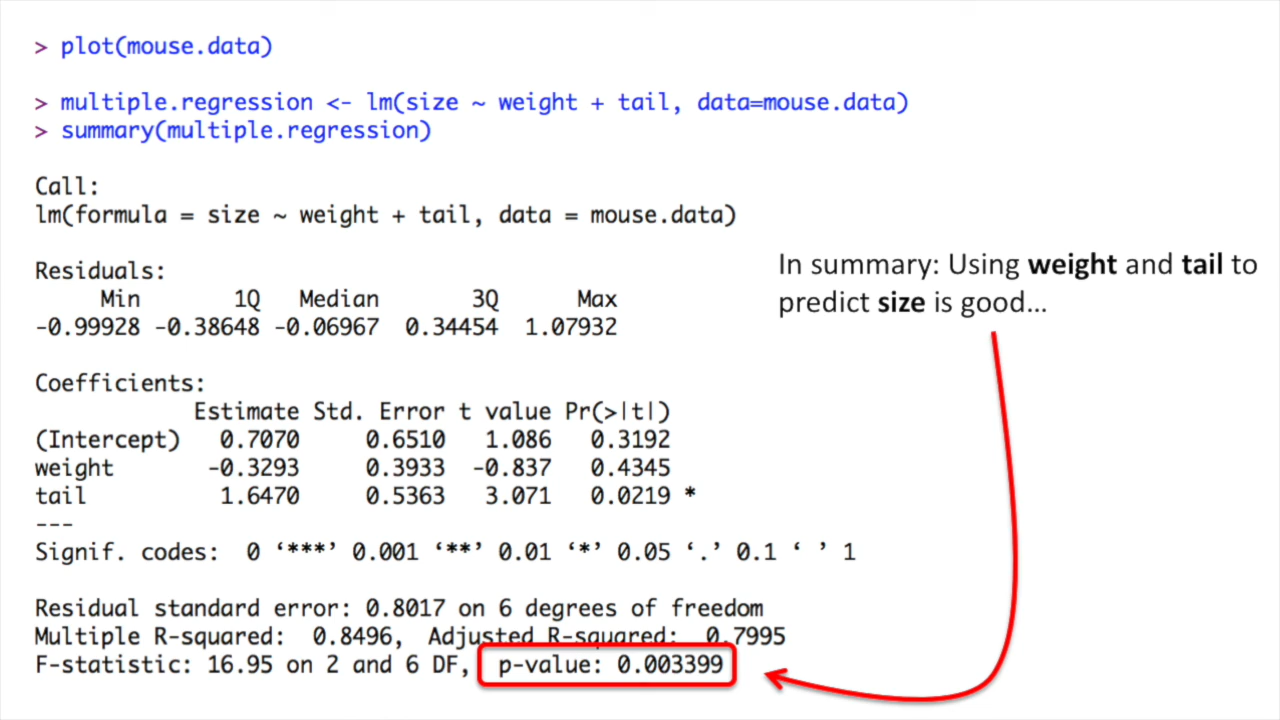 > plot(mouse.data)
> multiple.regression <- lm(size ~ weight + tail, data=mouse.data)
> summary(multiple.regression)
Call:
lm(formula = size ~ weight + tail, data = mouse.data)
Residuals:
Min 1Q Median 3Q Max
-0.99928 -0.38648 -0.06967 0.34454 1.07932
Coefficients:
Estimate Std. Error t value Pr(>|t|)
(Intercept) 0.7070 0.6510 1.086 0.3192
weight -0.3293 0.3933 -0.837 0.4345
tail 1.6470 0.5363 3.071 0.0219 *
---
Signif. codes: 0 ‘***’ 0.001 ‘**’ 0.01 ‘*’ 0.05 ‘.’ 0.1 ‘ ’ 1
Residual standard error: 0.8017 on 6 degrees of freedom
Multiple R-squared: 0.8496, Adjusted R-squared: 0.7995
F-statistic: 16.95 on 2 and 6 DF, p-value: 0.003399
In summary: Using weight and tail to
predict size is good...